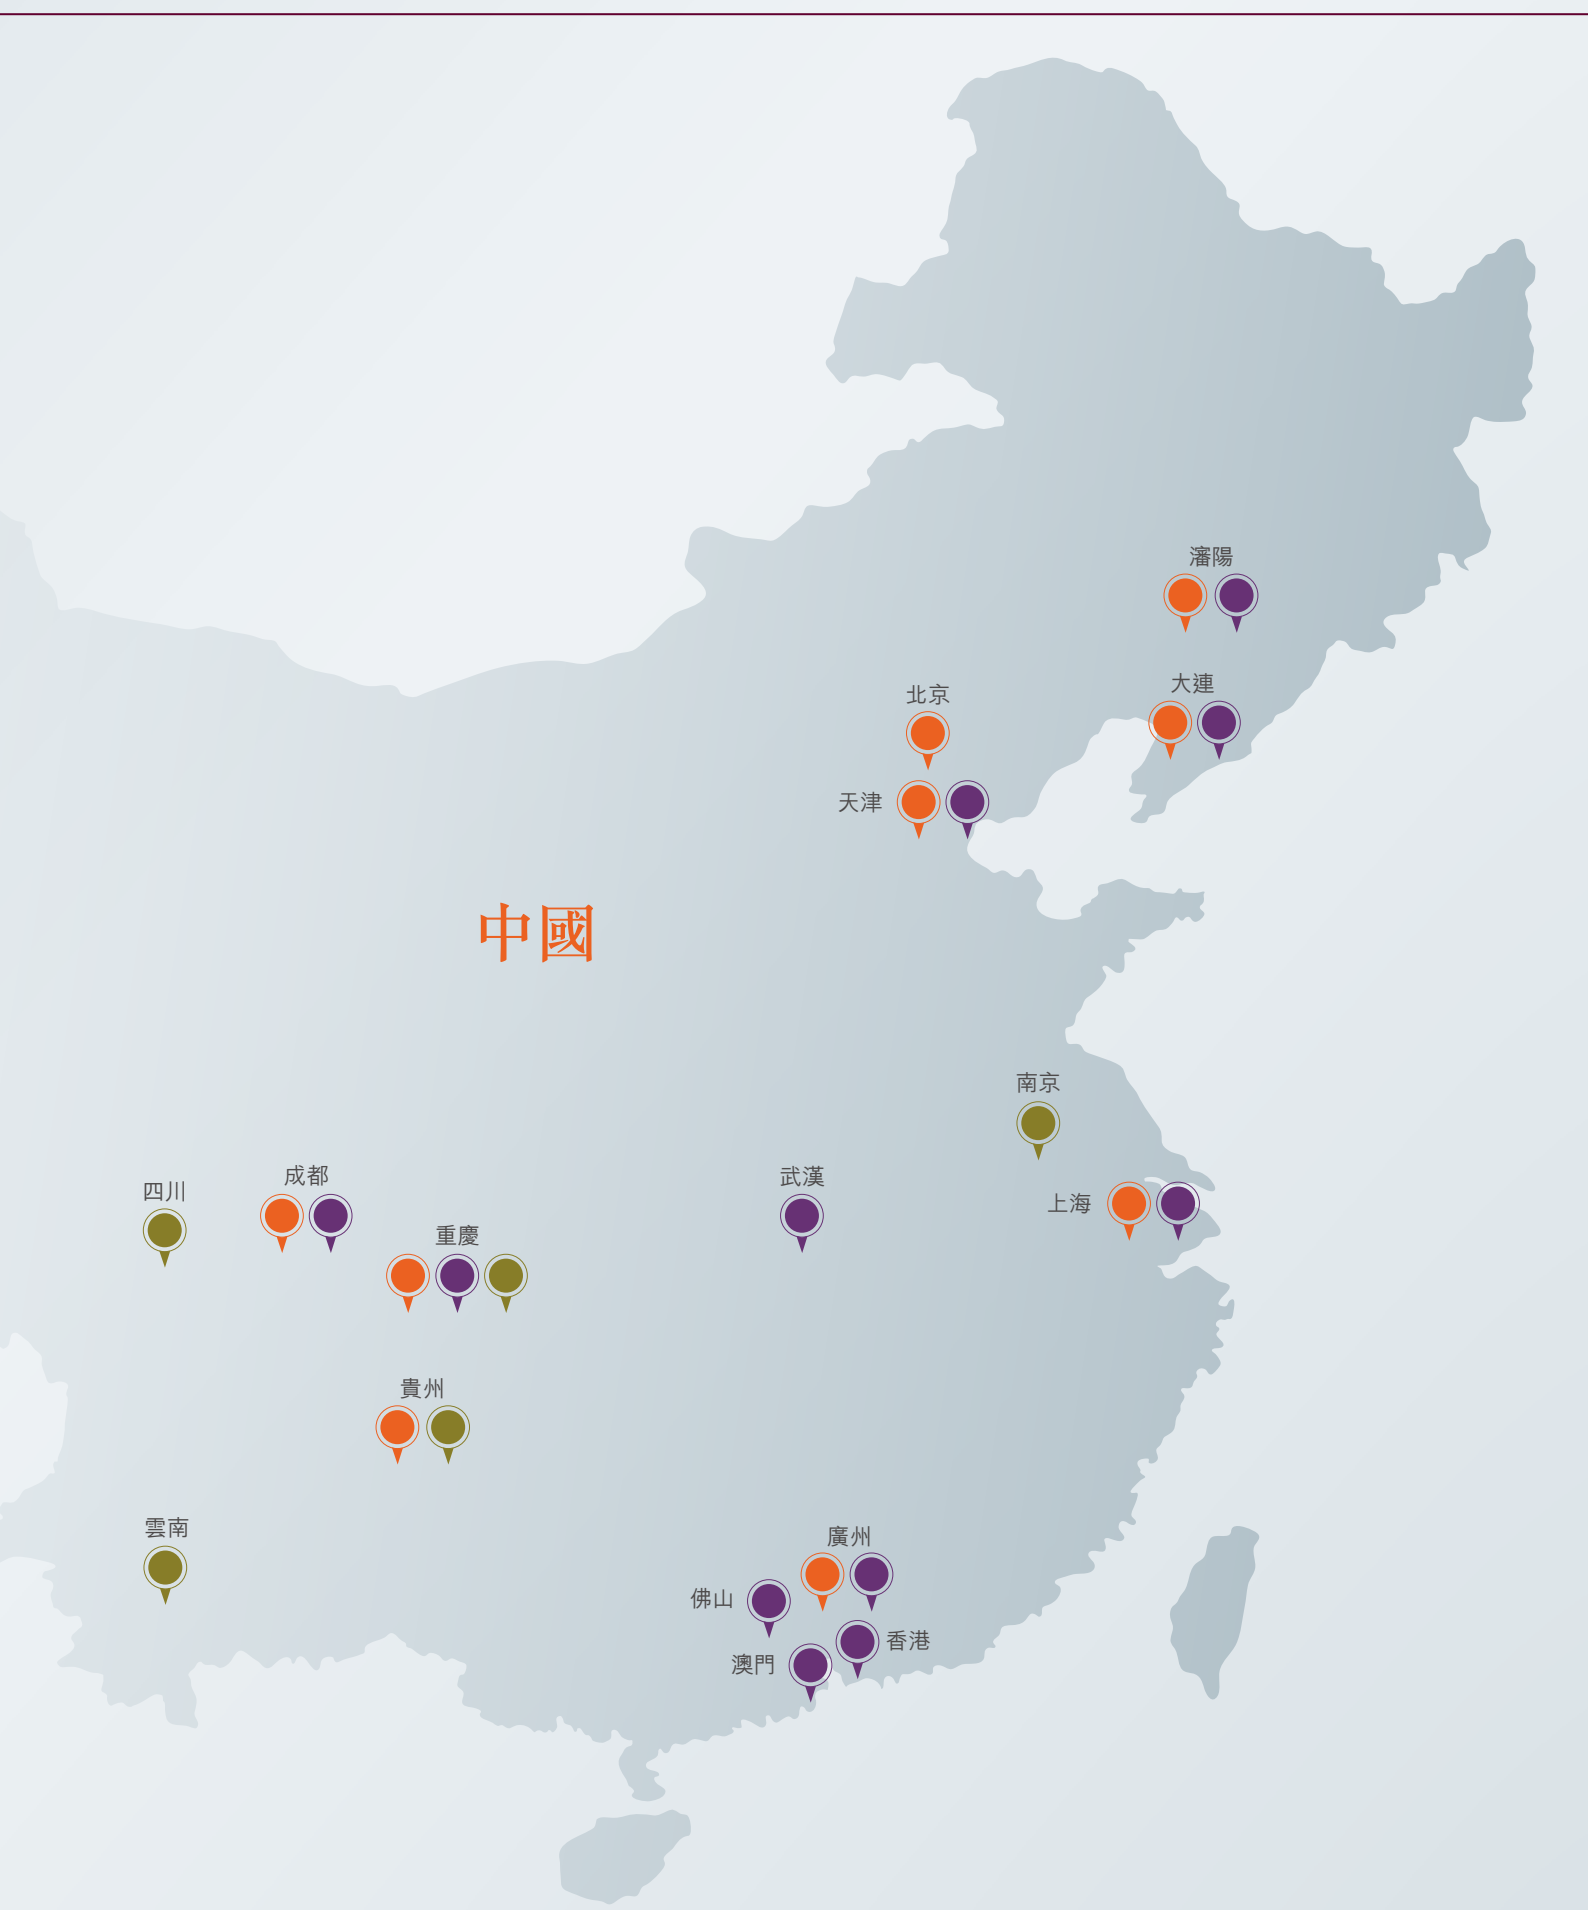 瀋陽
大連
北京
天津
中國
南京
成都
武漢
四川
上海
重慶
貴州
雲南
廣州
佛山
香港
澳門